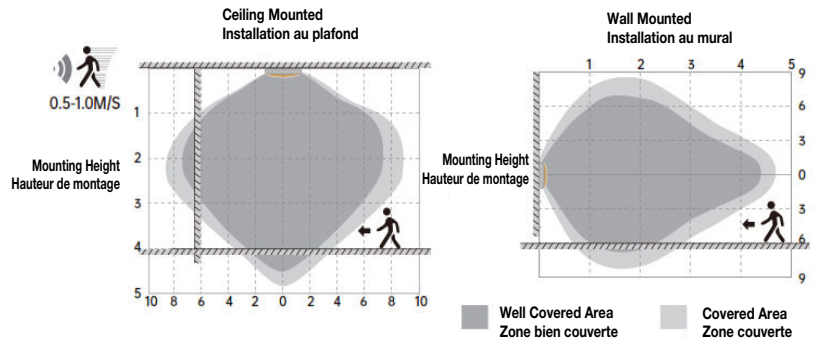 Ceiling Mounted
Installation au plafond
Wall Mounted
Installation au mural
0.5-1.0M/S
Mounting Height
Hauteur de montage
1
2
3
4
5
10 8 6 4 2 0 2 4 6 8 10
Mounting Height
Hauteur de montage
1 2 3 4 5
9
6
3
0
3
6
9
Well Covered Area
Zone bien couverte
Covered Area
Zone couverte